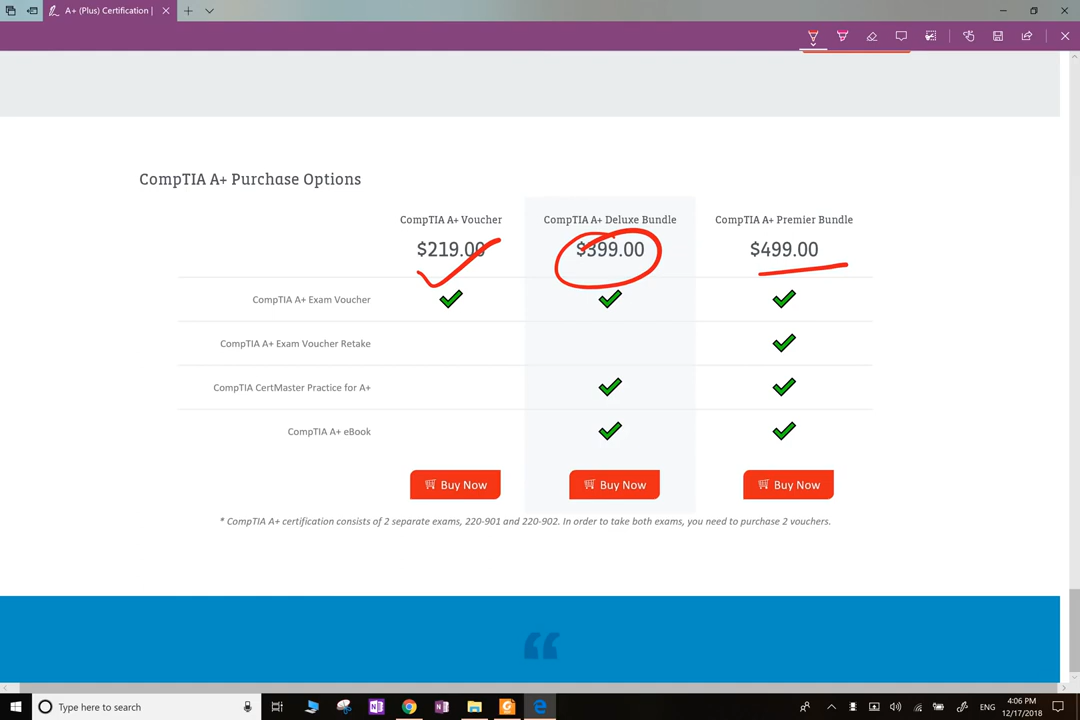 A+ (Plus) Certification |
CompTIA A+ Purchase Options
CompTIA A+ Voucher
CompTIA A+ Deluxe Bundle
CompTIA A+ Premier Bundle
$219.00
$399.00
$499.00
CompTIA A+ Exam Voucher
CompTIA A+ Exam Voucher Retake
CompTIA CertMaster Practice for A+
CompTIA A+ eBook
Buy Now
Buy Now
Buy Now
* CompTIA A+ certification consists of 2 separate exams, 220-901 and 220-902. In order to take both exams, you need to purchase 2 vouchers.
Type here to search
ENG
4:06 PM
12/17/2018